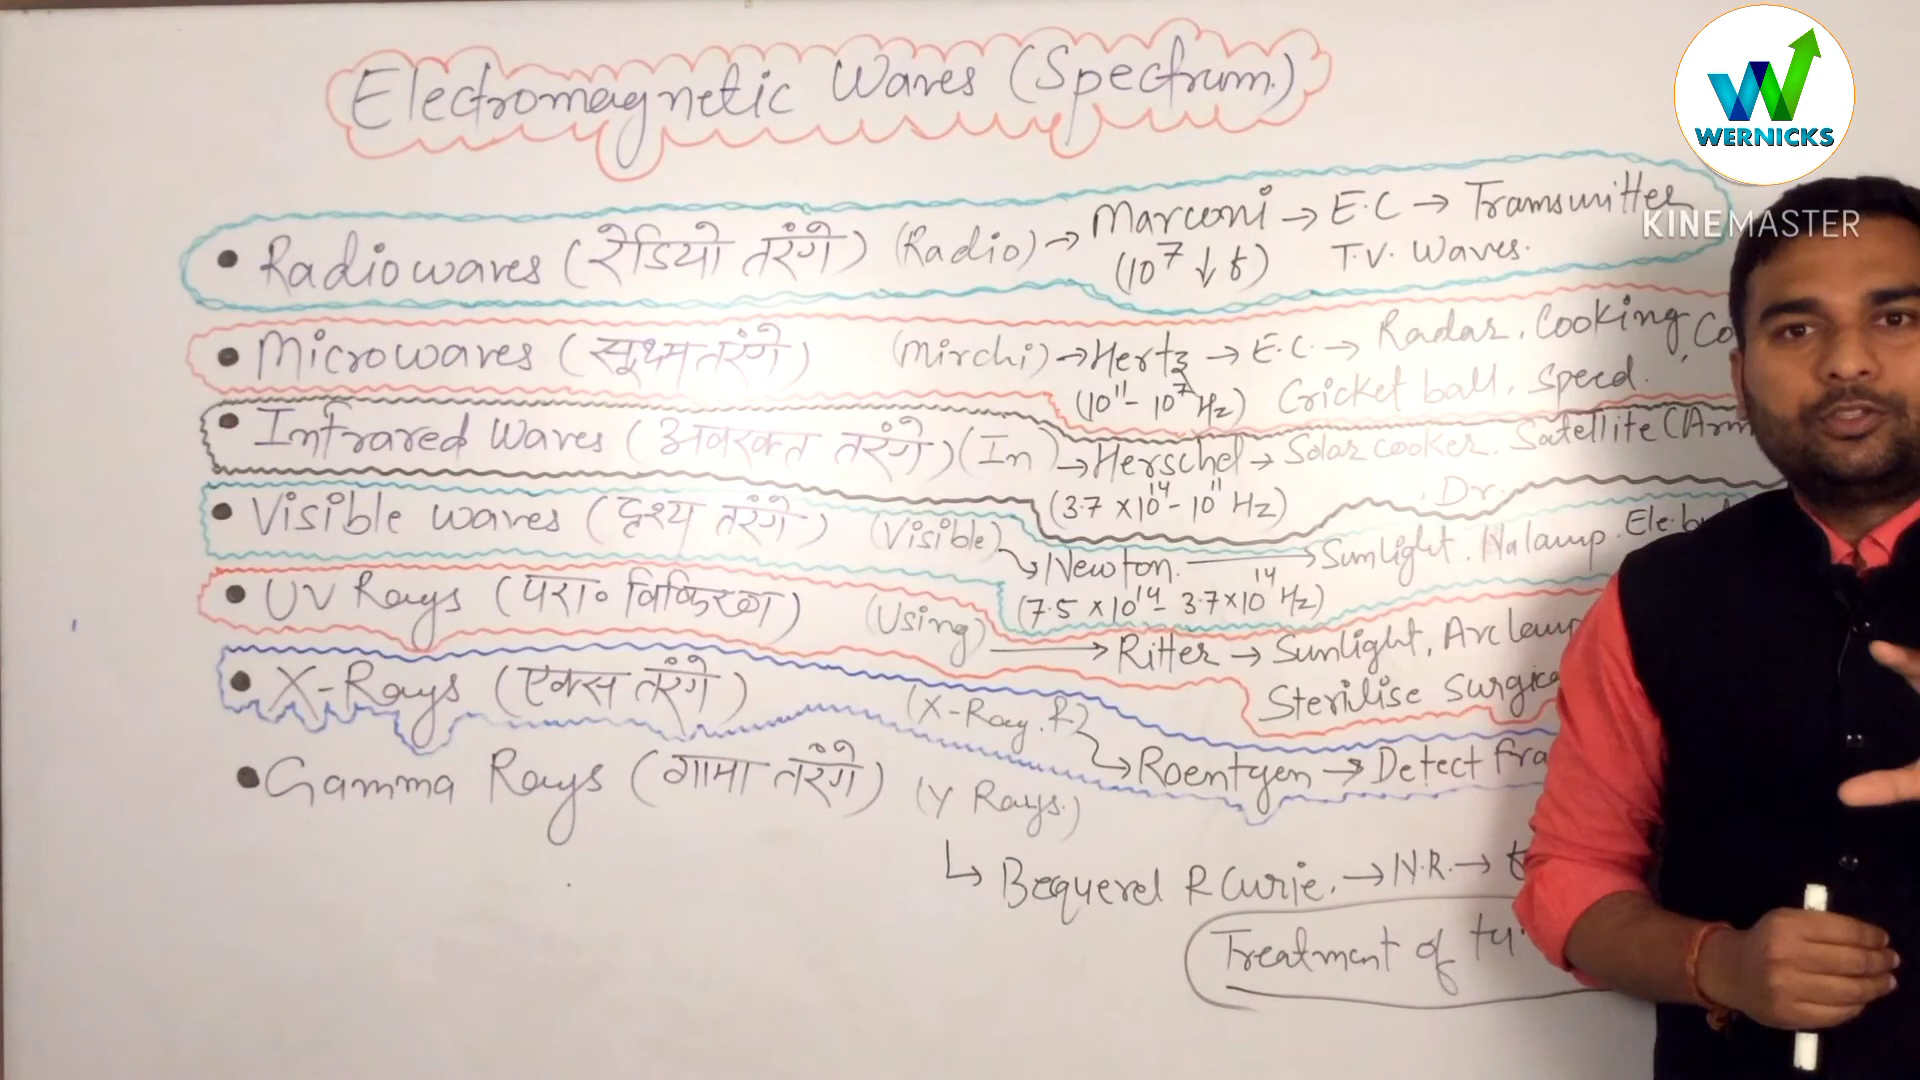 Electromagnetic Waves (Spectrum.)
WERNICKS
KINEMASTER
• Radiowaves (रेडियो तरंगे) (Radio) → Marconi → E.C → Transmitter
(10⁷ ↓ f) T.V. Waves.
• Microwaves (सूक्ष्म तरंगे) (Mirchi) → Hertz → E.C. → Radar, Cooking, Co
(10¹¹ - 10⁷ Hz) Cricket ball, Speed.
• Infrared Waves (अवरक्त तरंगे) (In) → Herschel → Solar cooker. Satellite (Arm
(3.7 × 10¹⁴ - 10¹¹ Hz) Dr.
• Visible waves (दृश्य तरंगे) (Visible) → Newton. → Sunlight. Ele.
(7.5 × 10¹⁴ - 3.7 × 10¹⁴ Hz)
• UV Rays (परा० विकिरण) (Using) → Ritter → Sunlight, Arc lamp
Sterilise Surgica
• X-Rays (एक्स तरंगे) (X-Ray. R) → Roentgen → Detect fra
• Gamma Rays (गामा तरंगे) (γ Rays.)
↳ Bequerel & Curie. → N.R. →
Treatment of tu